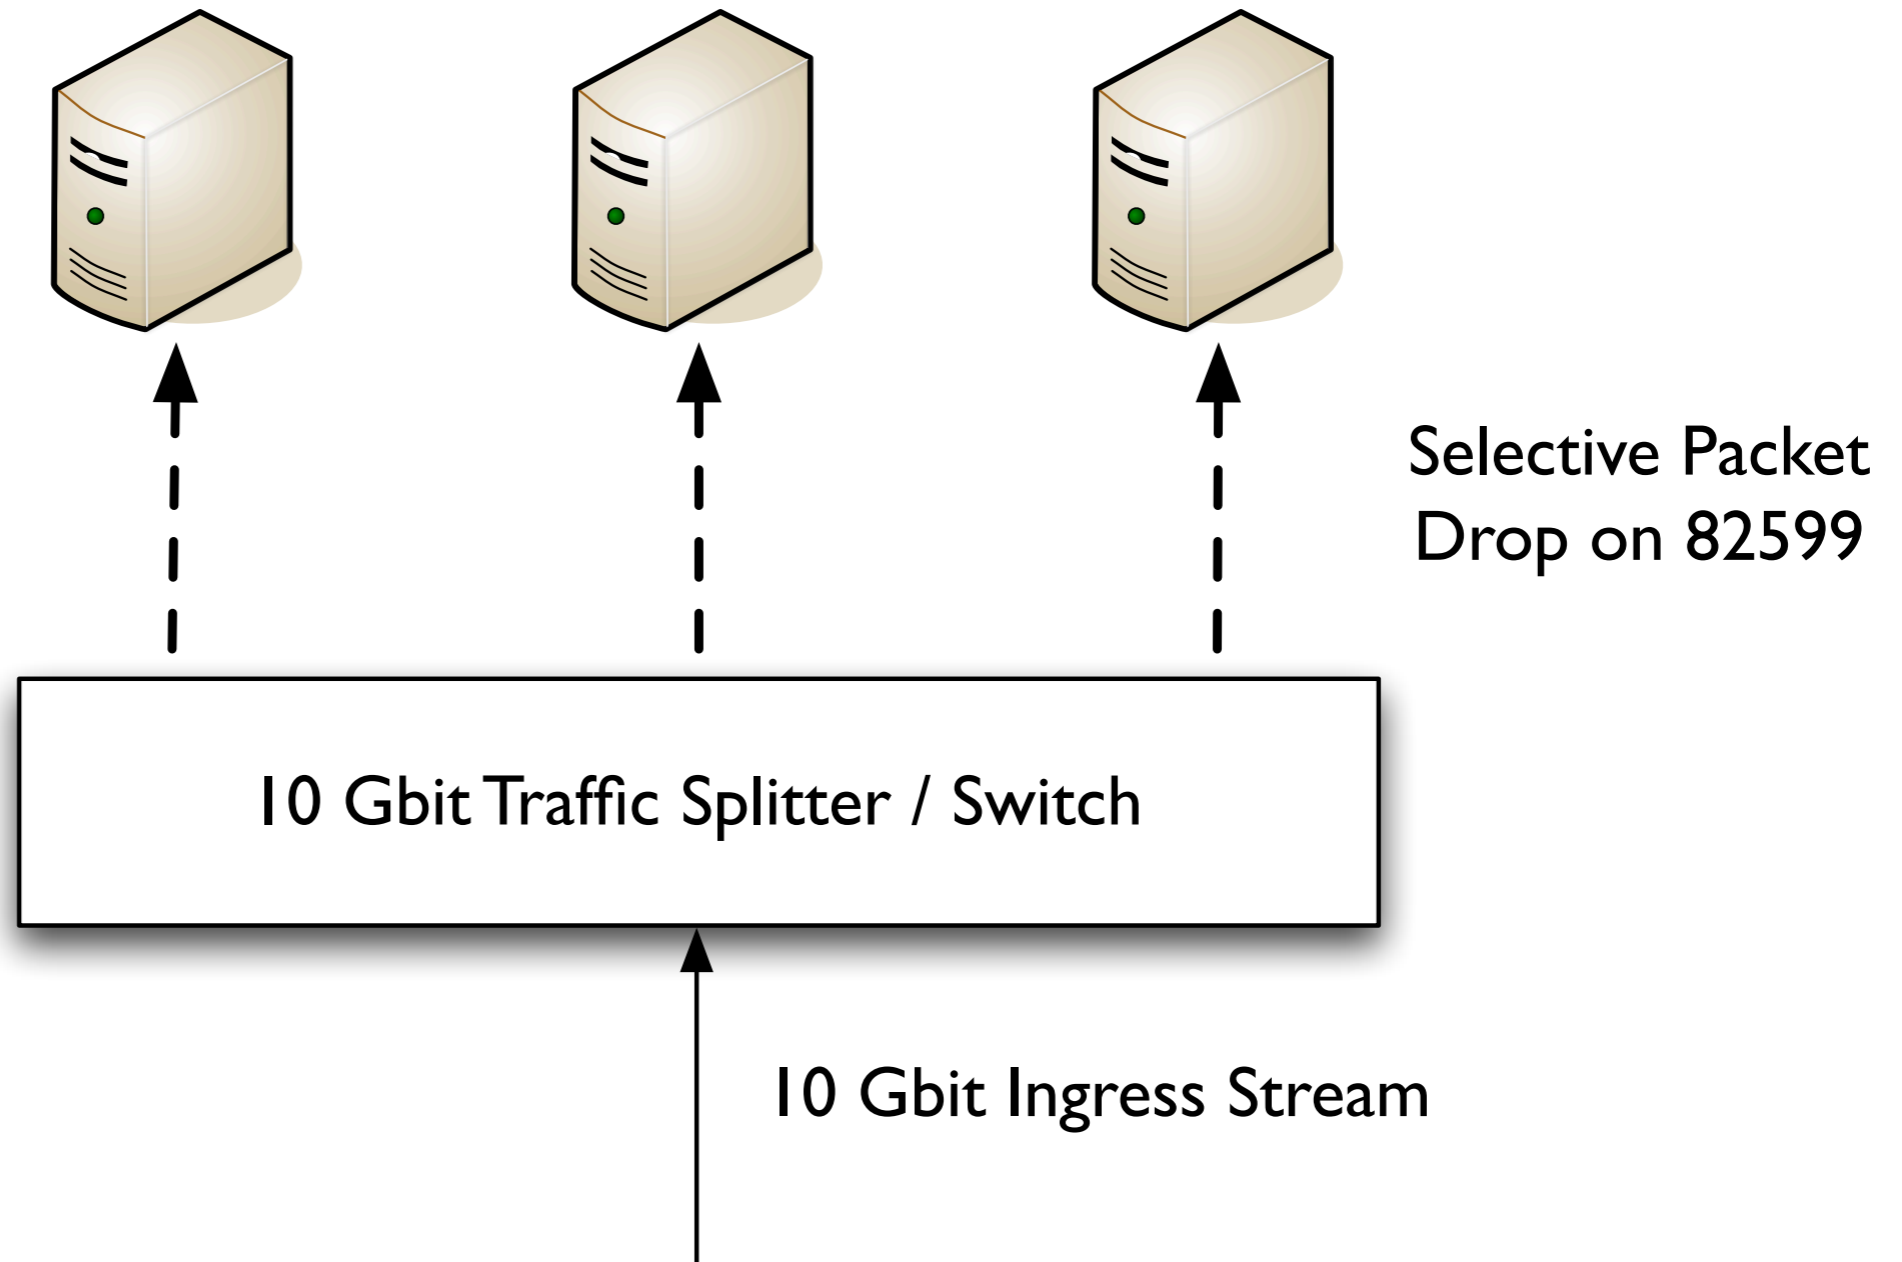 Selective Packet
Drop on 82599
10 Gbit Traffic Splitter / Switch
10 Gbit Ingress Stream